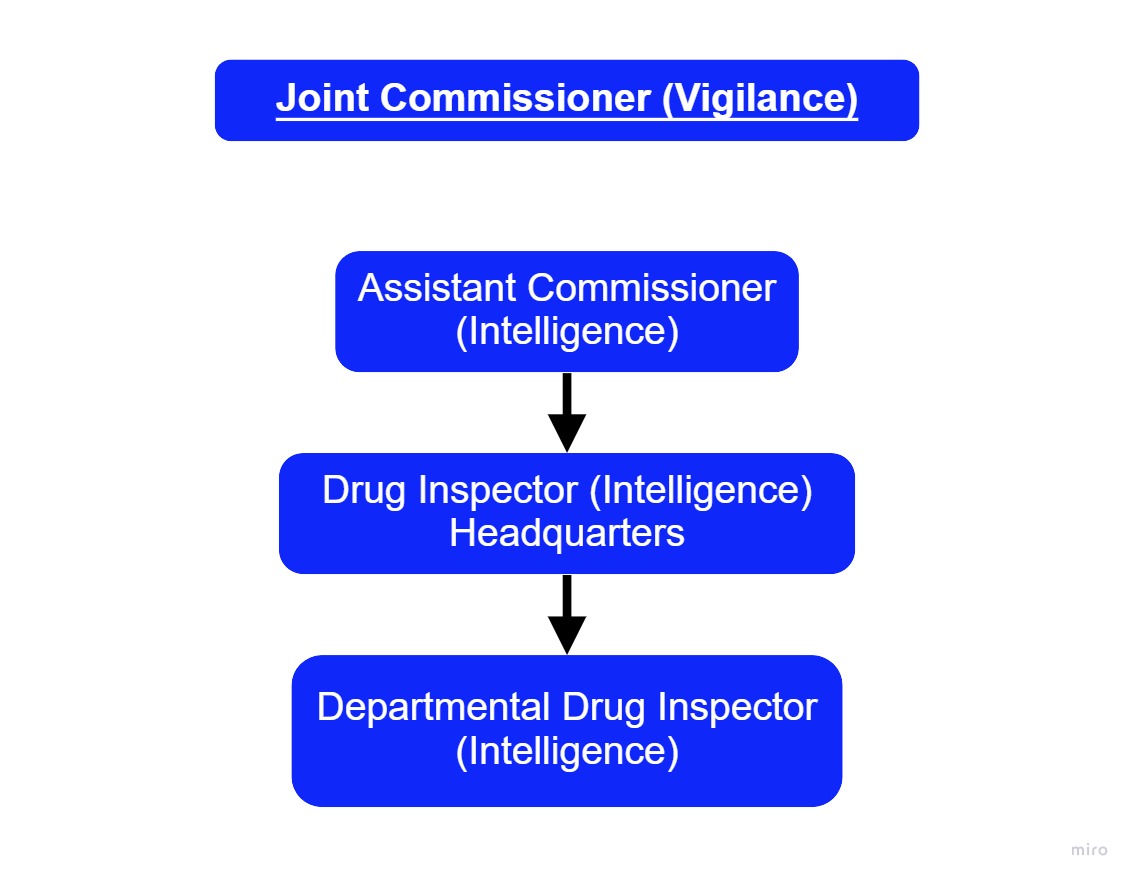 Joint Commissioner (Vigilance)
Assistant Commissioner
(Intelligence)
Drug Inspector (Intelligence)
Headquarters
Departmental Drug Inspector
(Intelligence)
miro